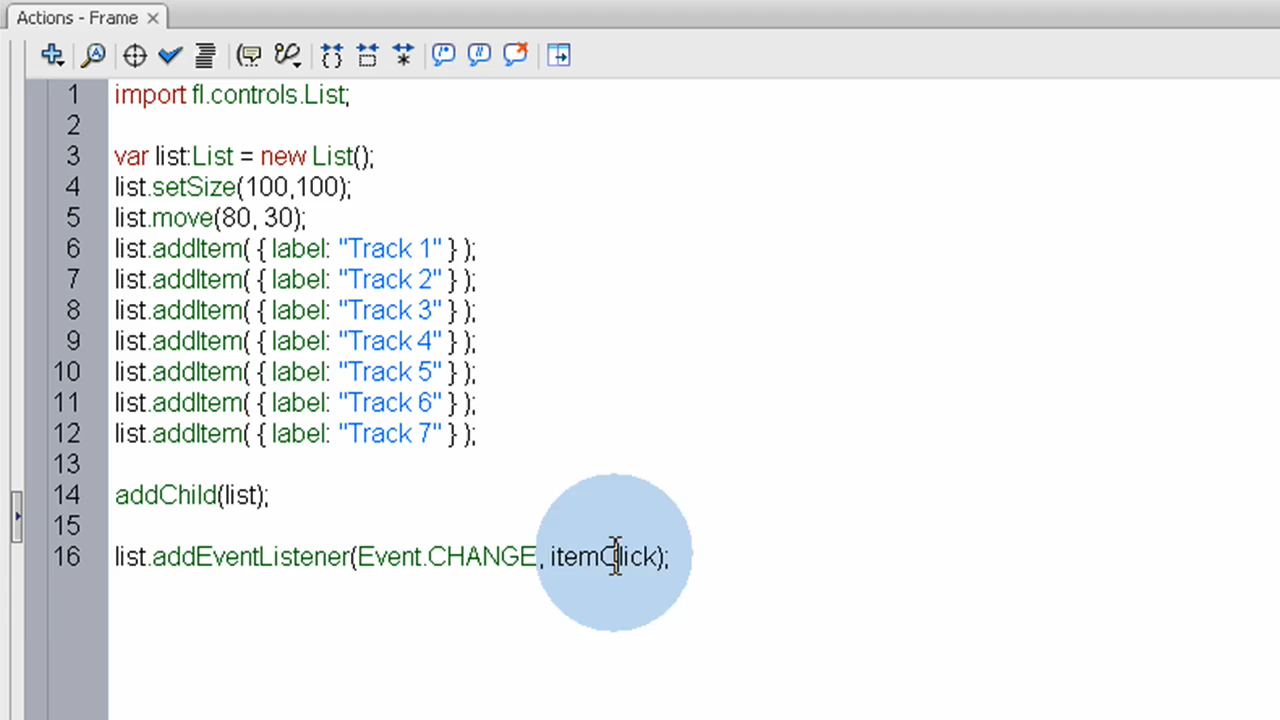 Actions - Frame
1 import fl.controls.List;
2
3 var list:List = new List();
4 list.setSize(100,100);
5 list.move(80, 30);
6 list.addItem( { label: "Track 1" } );
7 list.addItem( { label: "Track 2" } );
8 list.addItem( { label: "Track 3" } );
9 list.addItem( { label: "Track 4" } );
10 list.addItem( { label: "Track 5" } );
11 list.addItem( { label: "Track 6" } );
12 list.addItem( { label: "Track 7" } );
13
14 addChild(list);
15
16 list.addEventListener(Event.CHANGE, itemClick);